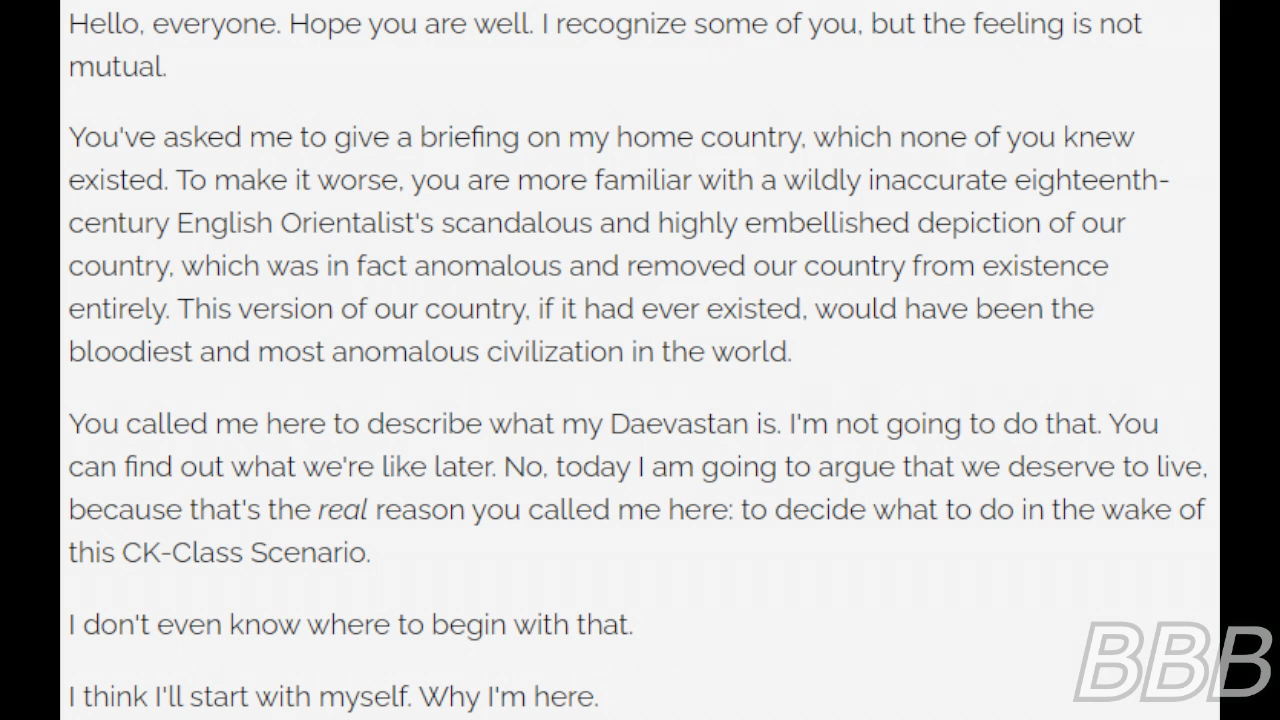 Hello, everyone. Hope you are well. I recognize some of you, but the feeling is not
mutual.
You've asked me to give a briefing on my home country, which none of you knew
existed. To make it worse, you are more familiar with a wildly inaccurate eighteenth-
century English Orientalist's scandalous and highly embellished depiction of our
country, which was in fact anomalous and removed our country from existence
entirely. This version of our country, if it had ever existed, would have been the
bloodiest and most anomalous civilization in the world.
You called me here to describe what my Daevastan is. I'm not going to do that. You
can find out what we're like later. No, today I am going to argue that we deserve to live,
because that's the real reason you called me here: to decide what to do in the wake of
this CK-Class Scenario.
I don't even know where to begin with that.
I think I'll start with myself. Why I'm here.
BBB